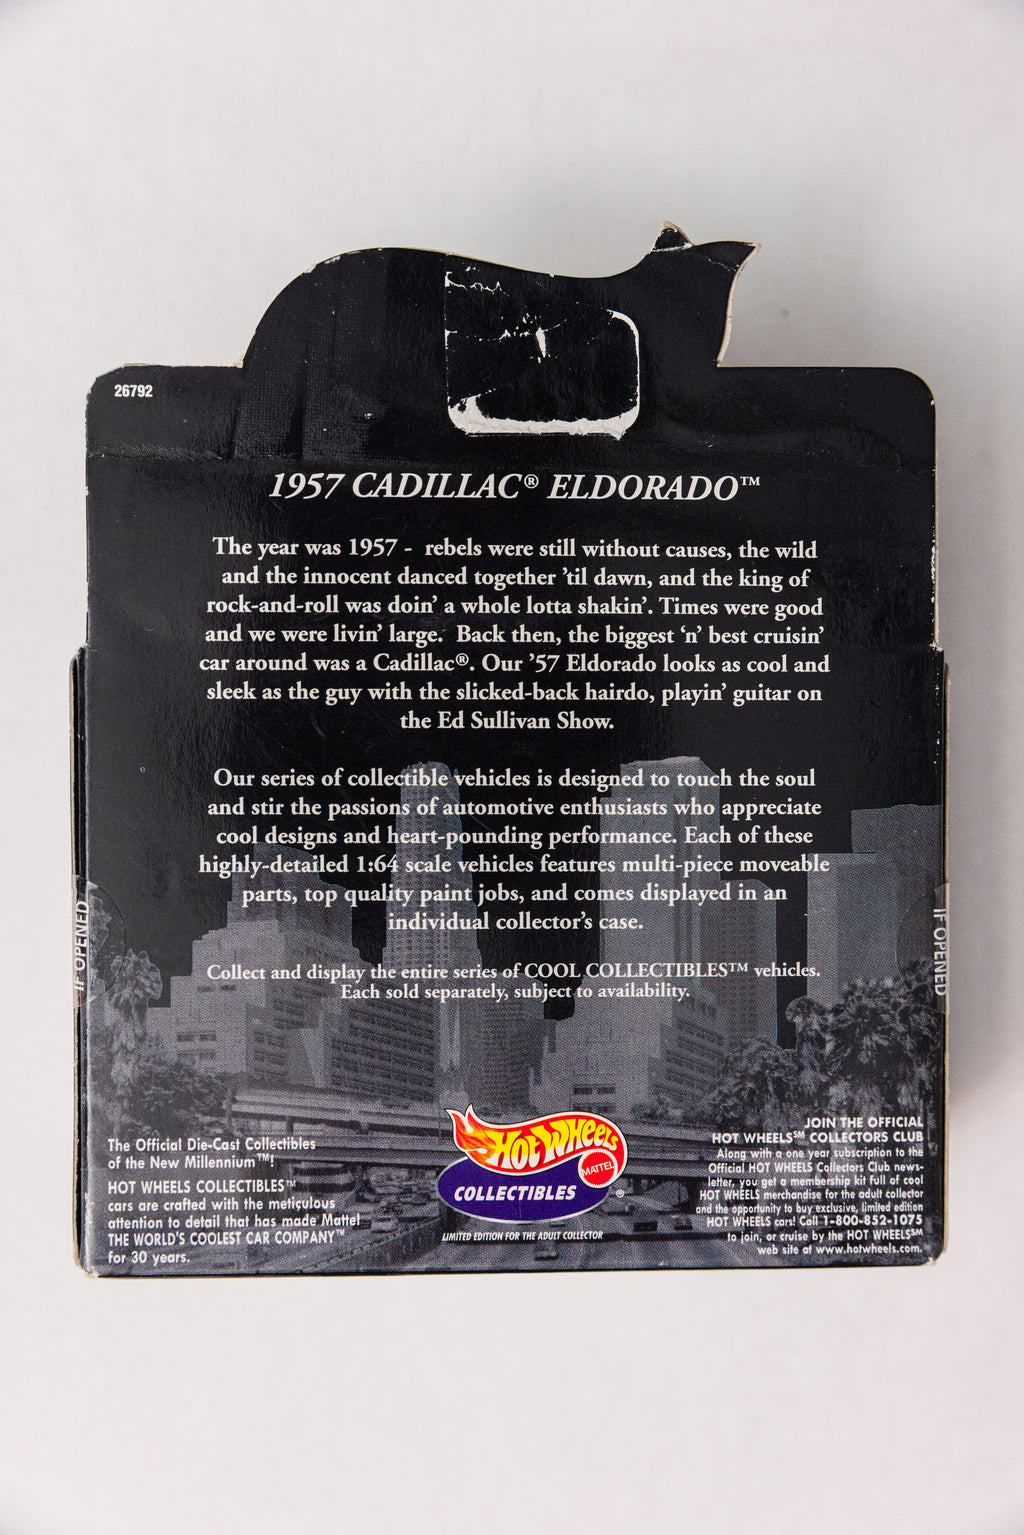 26792
1957 CADILLAC® ELDORADO™
The year was 1957 - rebels were still without causes, the wild
and the innocent danced together ’til dawn, and the king of
rock-and-roll was doin’ a whole lotta shakin’. Times were good
and we were livin’ large. Back then, the biggest ‘n’ best cruisin’
car around was a Cadillac®. Our ’57 Eldorado looks as cool and
sleek as the guy with the slicked-back hairdo, playin’ guitar on
the Ed Sullivan Show.
Our series of collectible vehicles is designed to touch the soul
and stir the passions of automotive enthusiasts who appreciate
cool designs and heart-pounding performance. Each of these
highly-detailed 1:64 scale vehicles features multi-piece moveable
parts, top quality paint jobs, and comes displayed in an
individual collector’s case.
Collect and display the entire series of COOL COLLECTIBLES™ vehicles.
Each sold separately, subject to availability.
IF OPENED
IF OPENED
The Official Die-Cast Collectibles
of the New Millennium™!
HOT WHEELS COLLECTIBLES™
cars are crafted with the meticulous
attention to detail that has made Mattel
THE WORLD’S COOLEST CAR COMPANY™
for 30 years.
Hot Wheels
MATTEL
COLLECTIBLES ®
LIMITED EDITION FOR THE ADULT COLLECTOR
JOIN THE OFFICIAL
HOT WHEELS℠ COLLECTORS CLUB
Along with a one year subscription to the
Official HOT WHEELS Collectors Club news-
letter, you get a membership kit full of cool
HOT WHEELS merchandise for the adult collector
and the opportunity to buy exclusive, limited edition
HOT WHEELS cars! Call 1-800-852-1075
to join, or cruise by the HOT WHEELS℠
web site at www.hotwheels.com.